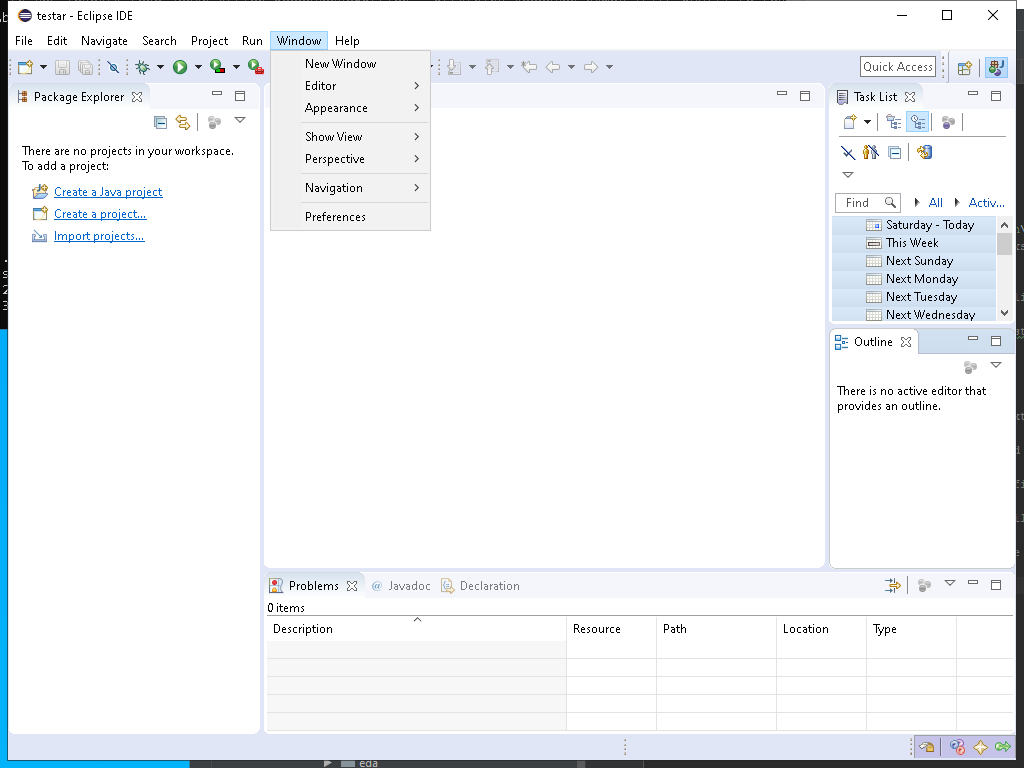 testar - Eclipse IDE
File Edit Navigate Search Project Run Window Help
New Window
Editor
Appearance
Show View
Perspective
Navigation
Preferences
Quick Access
Package Explorer
There are no projects in your workspace.
To add a project:
Create a Java project
Create a project...
Import projects...
Task List
Find All Activ...
Saturday - Today
This Week
Next Sunday
Next Monday
Next Tuesday
Next Wednesday
Outline
There is no active editor that
provides an outline.
Problems @ Javadoc Declaration
0 items
Description Resource Path Location Type
eda